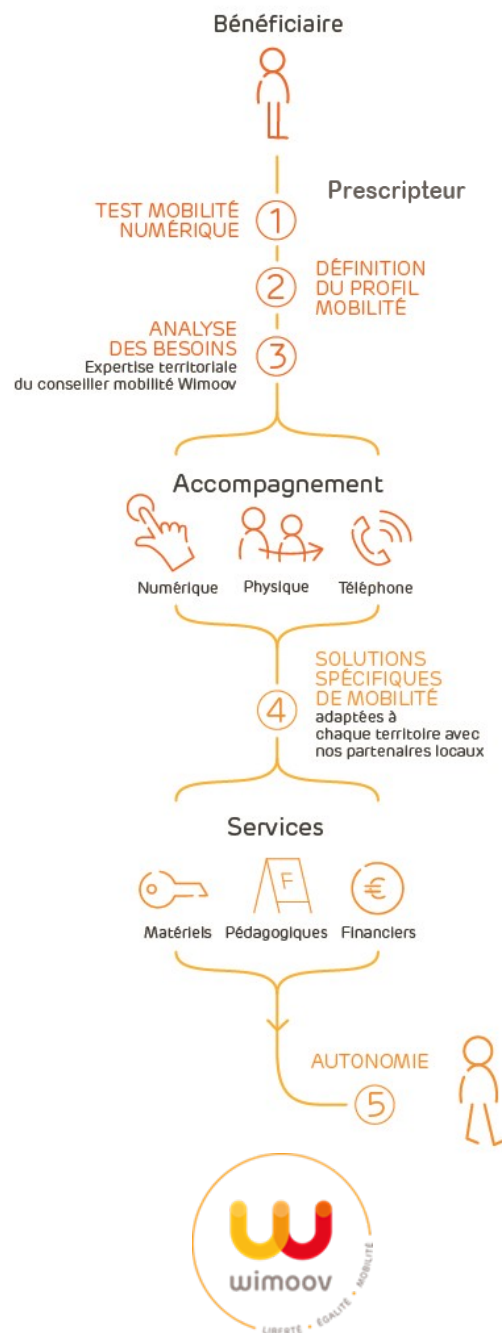 Bénéficiaire
Prescripteur
TEST MOBILITÉ
NUMÉRIQUE
1
2
DÉFINITION
DU PROFIL
MOBILITÉ
ANALYSE
DES BESOINS
Expertise territoriale
du conseiller mobilité Wimoov
3
Accompagnement
Numérique
Physique
Téléphone
4
SOLUTIONS
SPÉCIFIQUES
DE MOBILITÉ
adaptées à
chaque territoire avec
nos partenaires locaux
Services
F
€
Matériels
Pédagogiques
Financiers
AUTONOMIE
5
wimoov
LIBERTÉ • ÉGALITÉ • MOBILITÉ